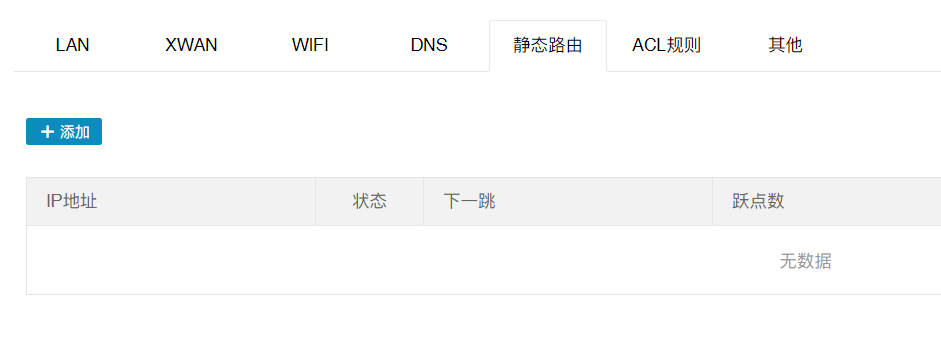 LAN XWAN WIFI DNS 静态路由 ACL规则 其他
添加
IP地址 状态 下一跳 跃点数
无数据